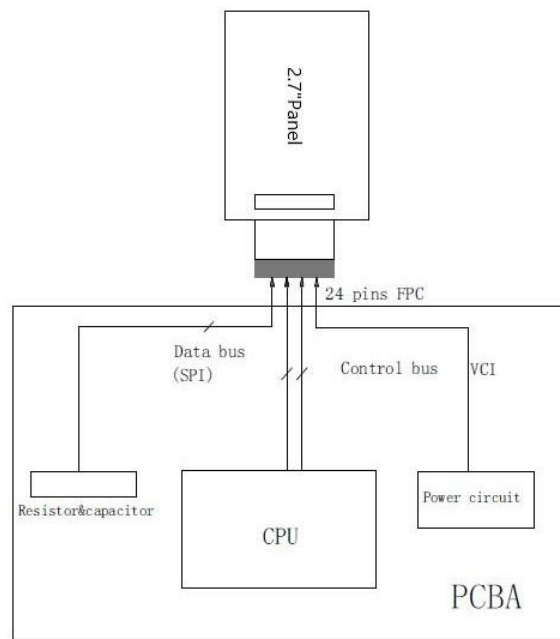 2.7"Panel
24 pins FPC
Data bus
(SPI)
Control bus
VCI
Resistor&capacitor
CPU
Power circuit
PCBA